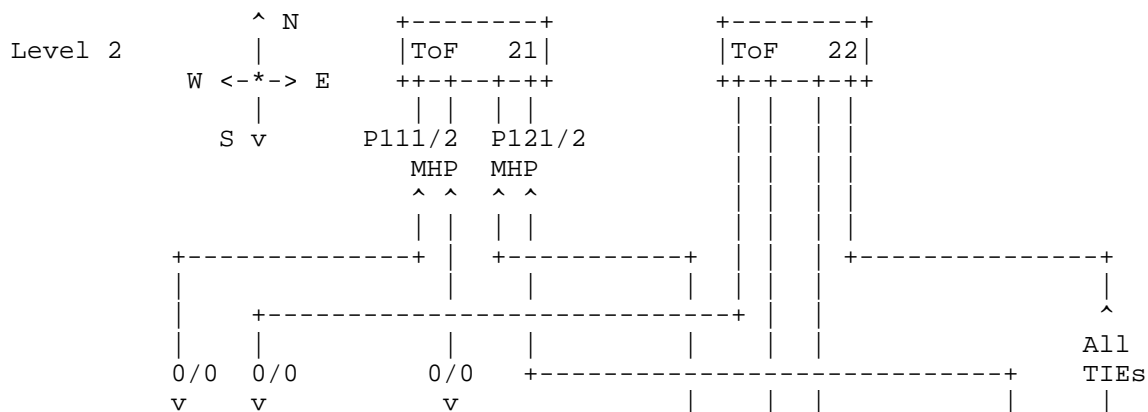 ^ N +--------+ +--------+
Level 2 | |ToF 21| |ToF 22|
W <-*-> E ++-+--+-++ ++-+--+-++
| | | | | | | | |
S v P111/2 P121/2 | | | |
MHP MHP | | | |
^ ^ ^ ^ | | | |
| | | | | | | |
+--------------+ | +-----------+ | | | +---------------+
| | | | | | | |
| +-----------------------------+ | | ^
| | | | | | | All
0/0 0/0 0/0 +-----------------------------+ TIEs
v v v | | | | |